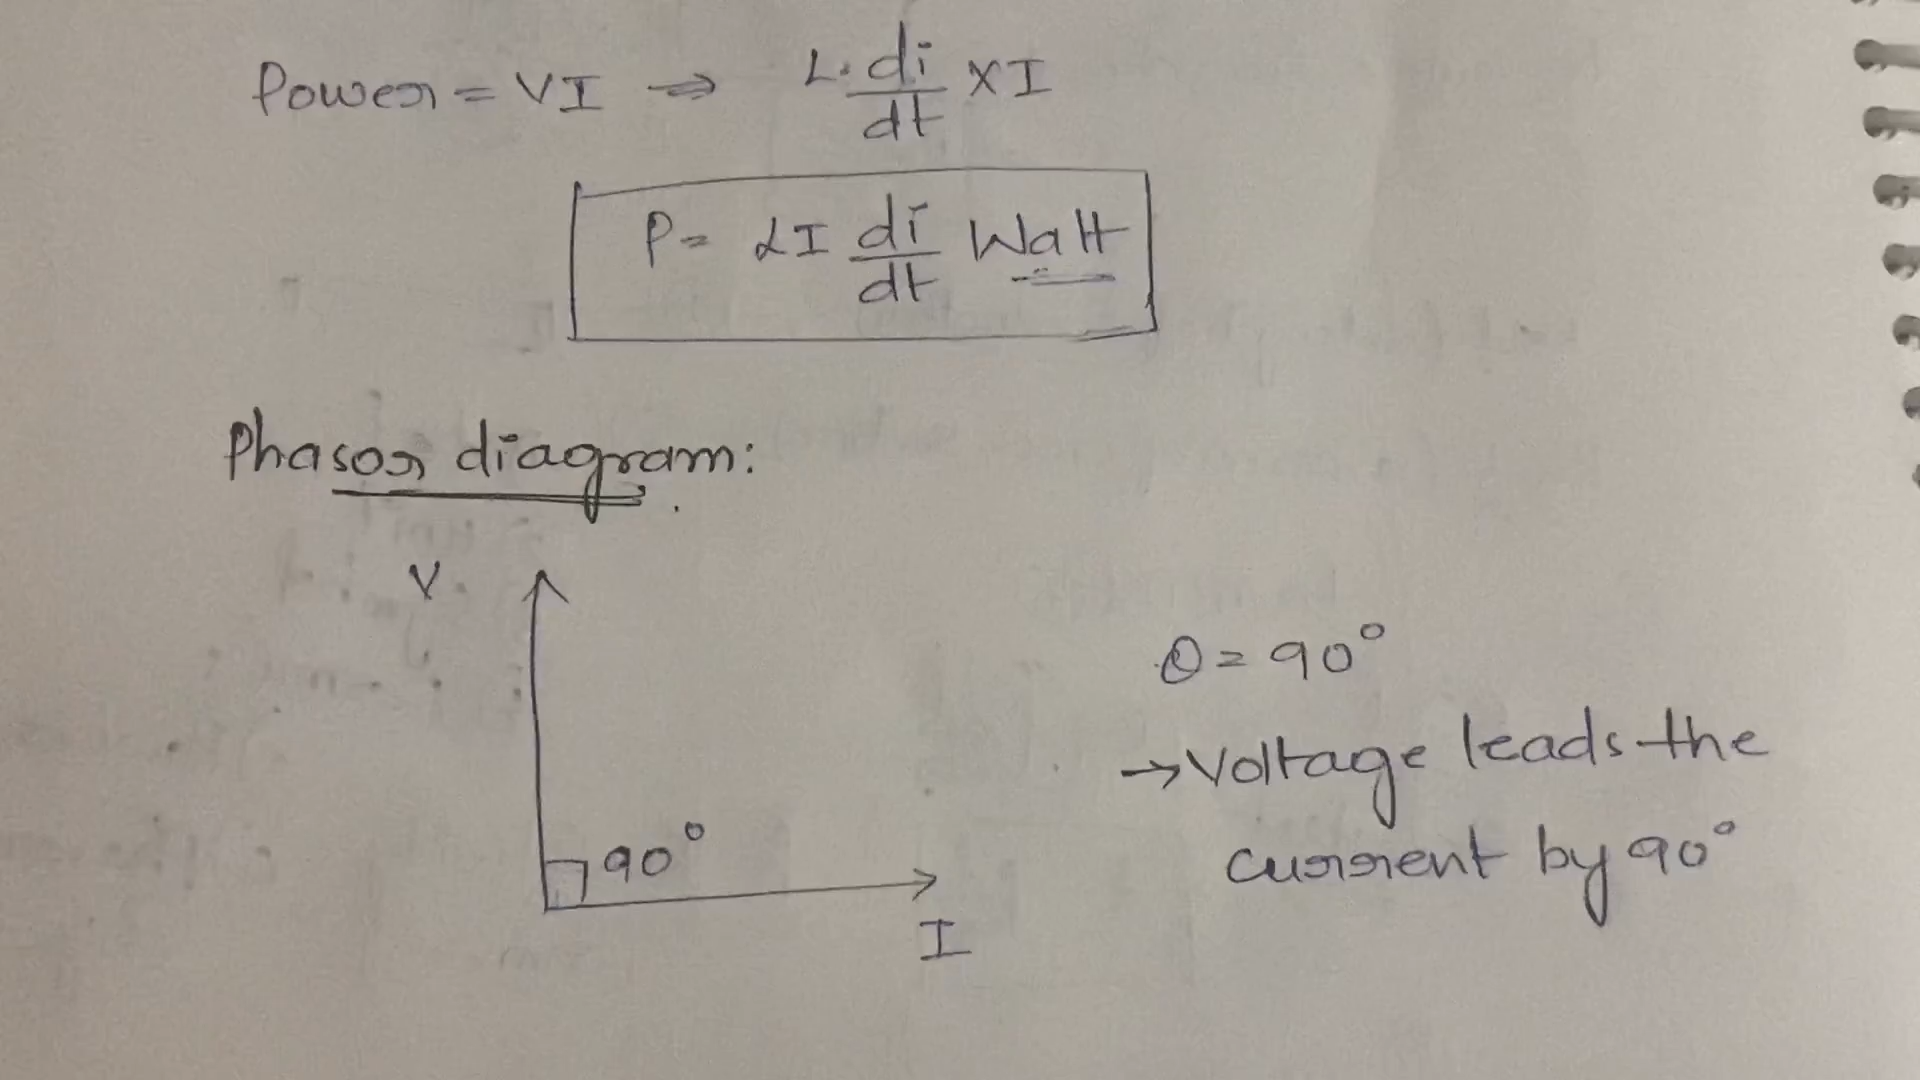 Power = VI ⇒ L. di/dt X I
P = LI di/dt Watt
Phasor diagram:
V
90°
I
θ = 90°
→ Voltage leads the
current by 90°